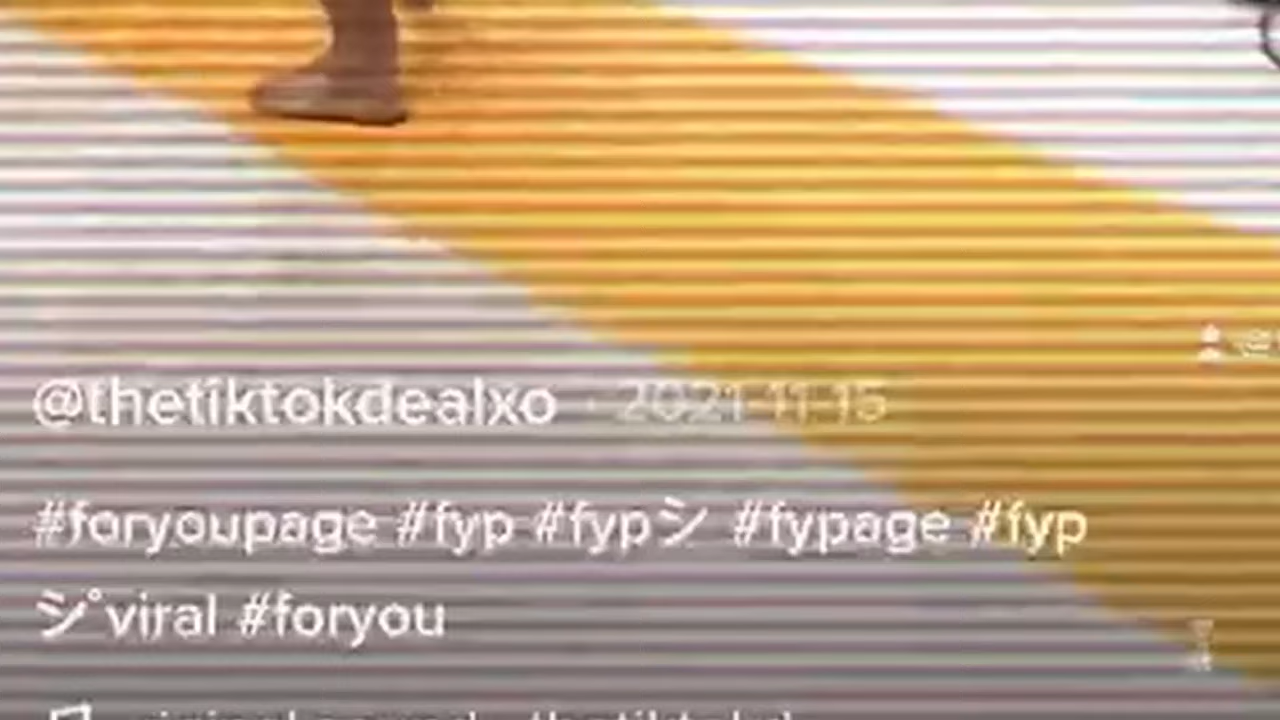 @thetiktokdealxo · 2021-11-15
#foryoupage #fyp #fypシ #fypage #fyp
シ゚viral #foryou